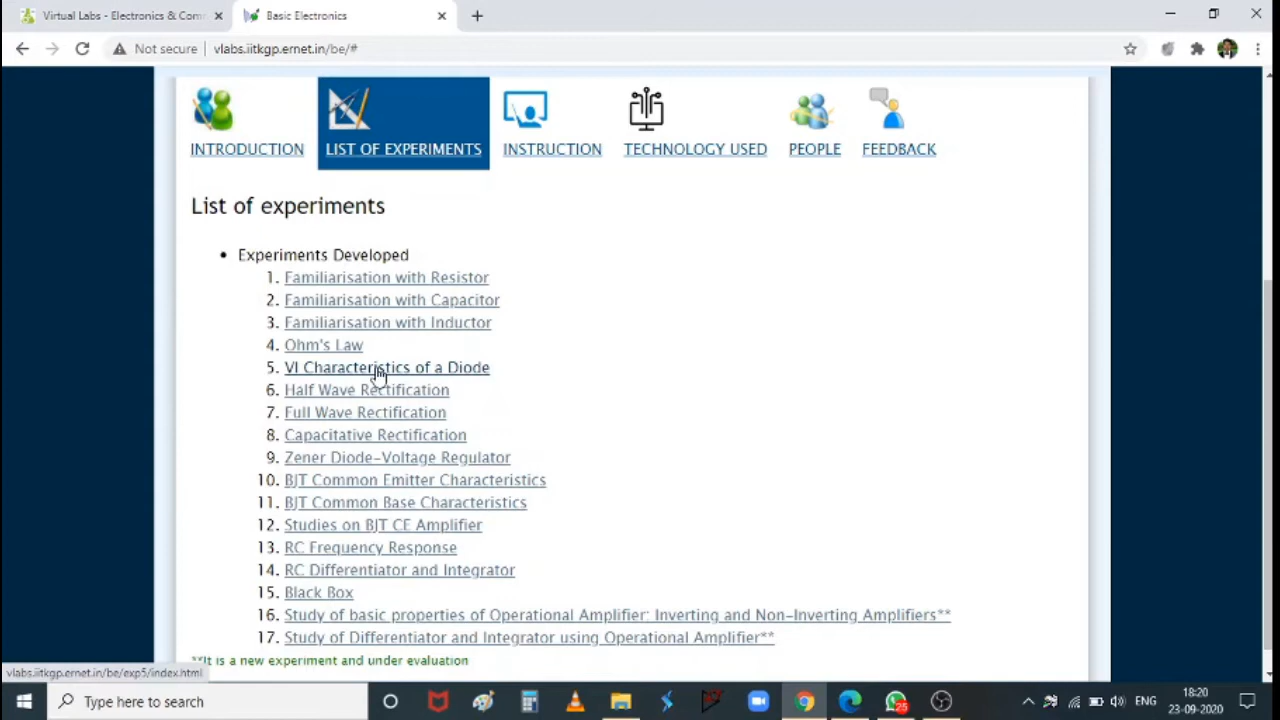 Virtual Labs - Electronics & Com
Basic Electronics
Not secure
vlabs.iitkgp.ernet.in/be/#
INTRODUCTION
LIST OF EXPERIMENTS
INSTRUCTION
TECHNOLOGY USED
PEOPLE
FEEDBACK
List of experiments
Experiments Developed
1. Familiarisation with Resistor
2. Familiarisation with Capacitor
3. Familiarisation with Inductor
4. Ohm's Law
5. VI Characteristics of a Diode
6. Half Wave Rectification
7. Full Wave Rectification
8. Capacitative Rectification
9. Zener Diode-Voltage Regulator
10. BJT Common Emitter Characteristics
11. BJT Common Base Characteristics
12. Studies on BJT CE Amplifier
13. RC Frequency Response
14. RC Differentiator and Integrator
15. Black Box
16. Study of basic properties of Operational Amplifier: Inverting and Non-Inverting Amplifiers**
17. Study of Differentiator and Integrator using Operational Amplifier**
**It is a new experiment and under evaluation
vlabs.iitkgp.ernet.in/be/exp5/index.html
Type here to search
25
ENG
18:20
23-09-2020